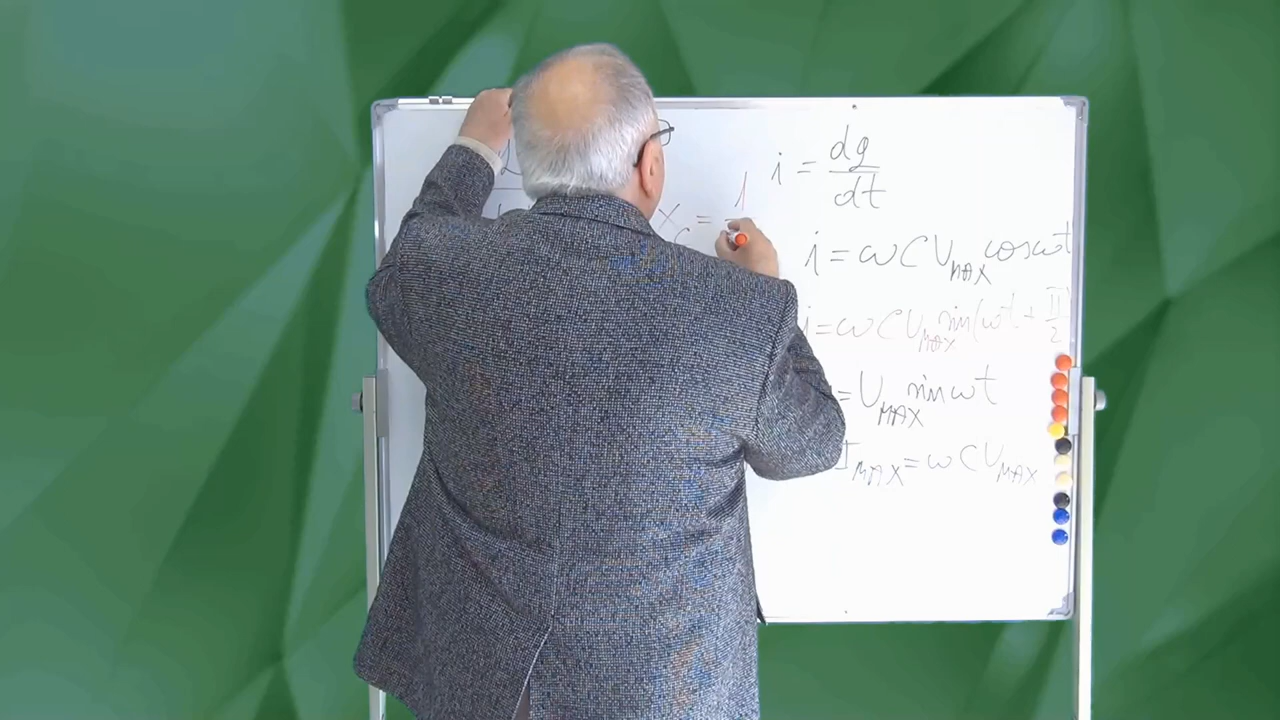 X_C = 1
i = dq/dt
i = ωCU_MAX cosωt
i = ωCU_MAX sin(ωt + π/2
= U_MAX sinωt
I_MAX = ωCU_MAX